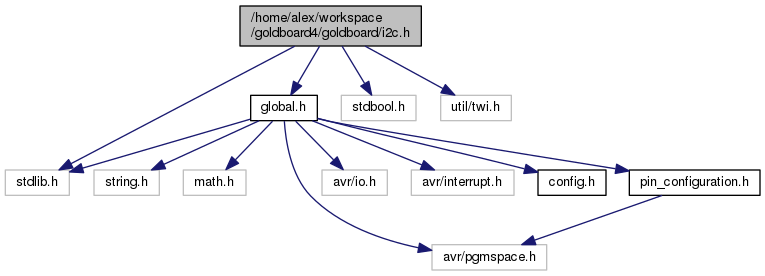 /home/alex/workspace
/goldboard4/goldboard/i2c.h
global.h
stdbool.h
util/twi.h
stdlib.h
string.h
math.h
avr/io.h
avr/interrupt.h
config.h
pin_configuration.h
avr/pgmspace.h